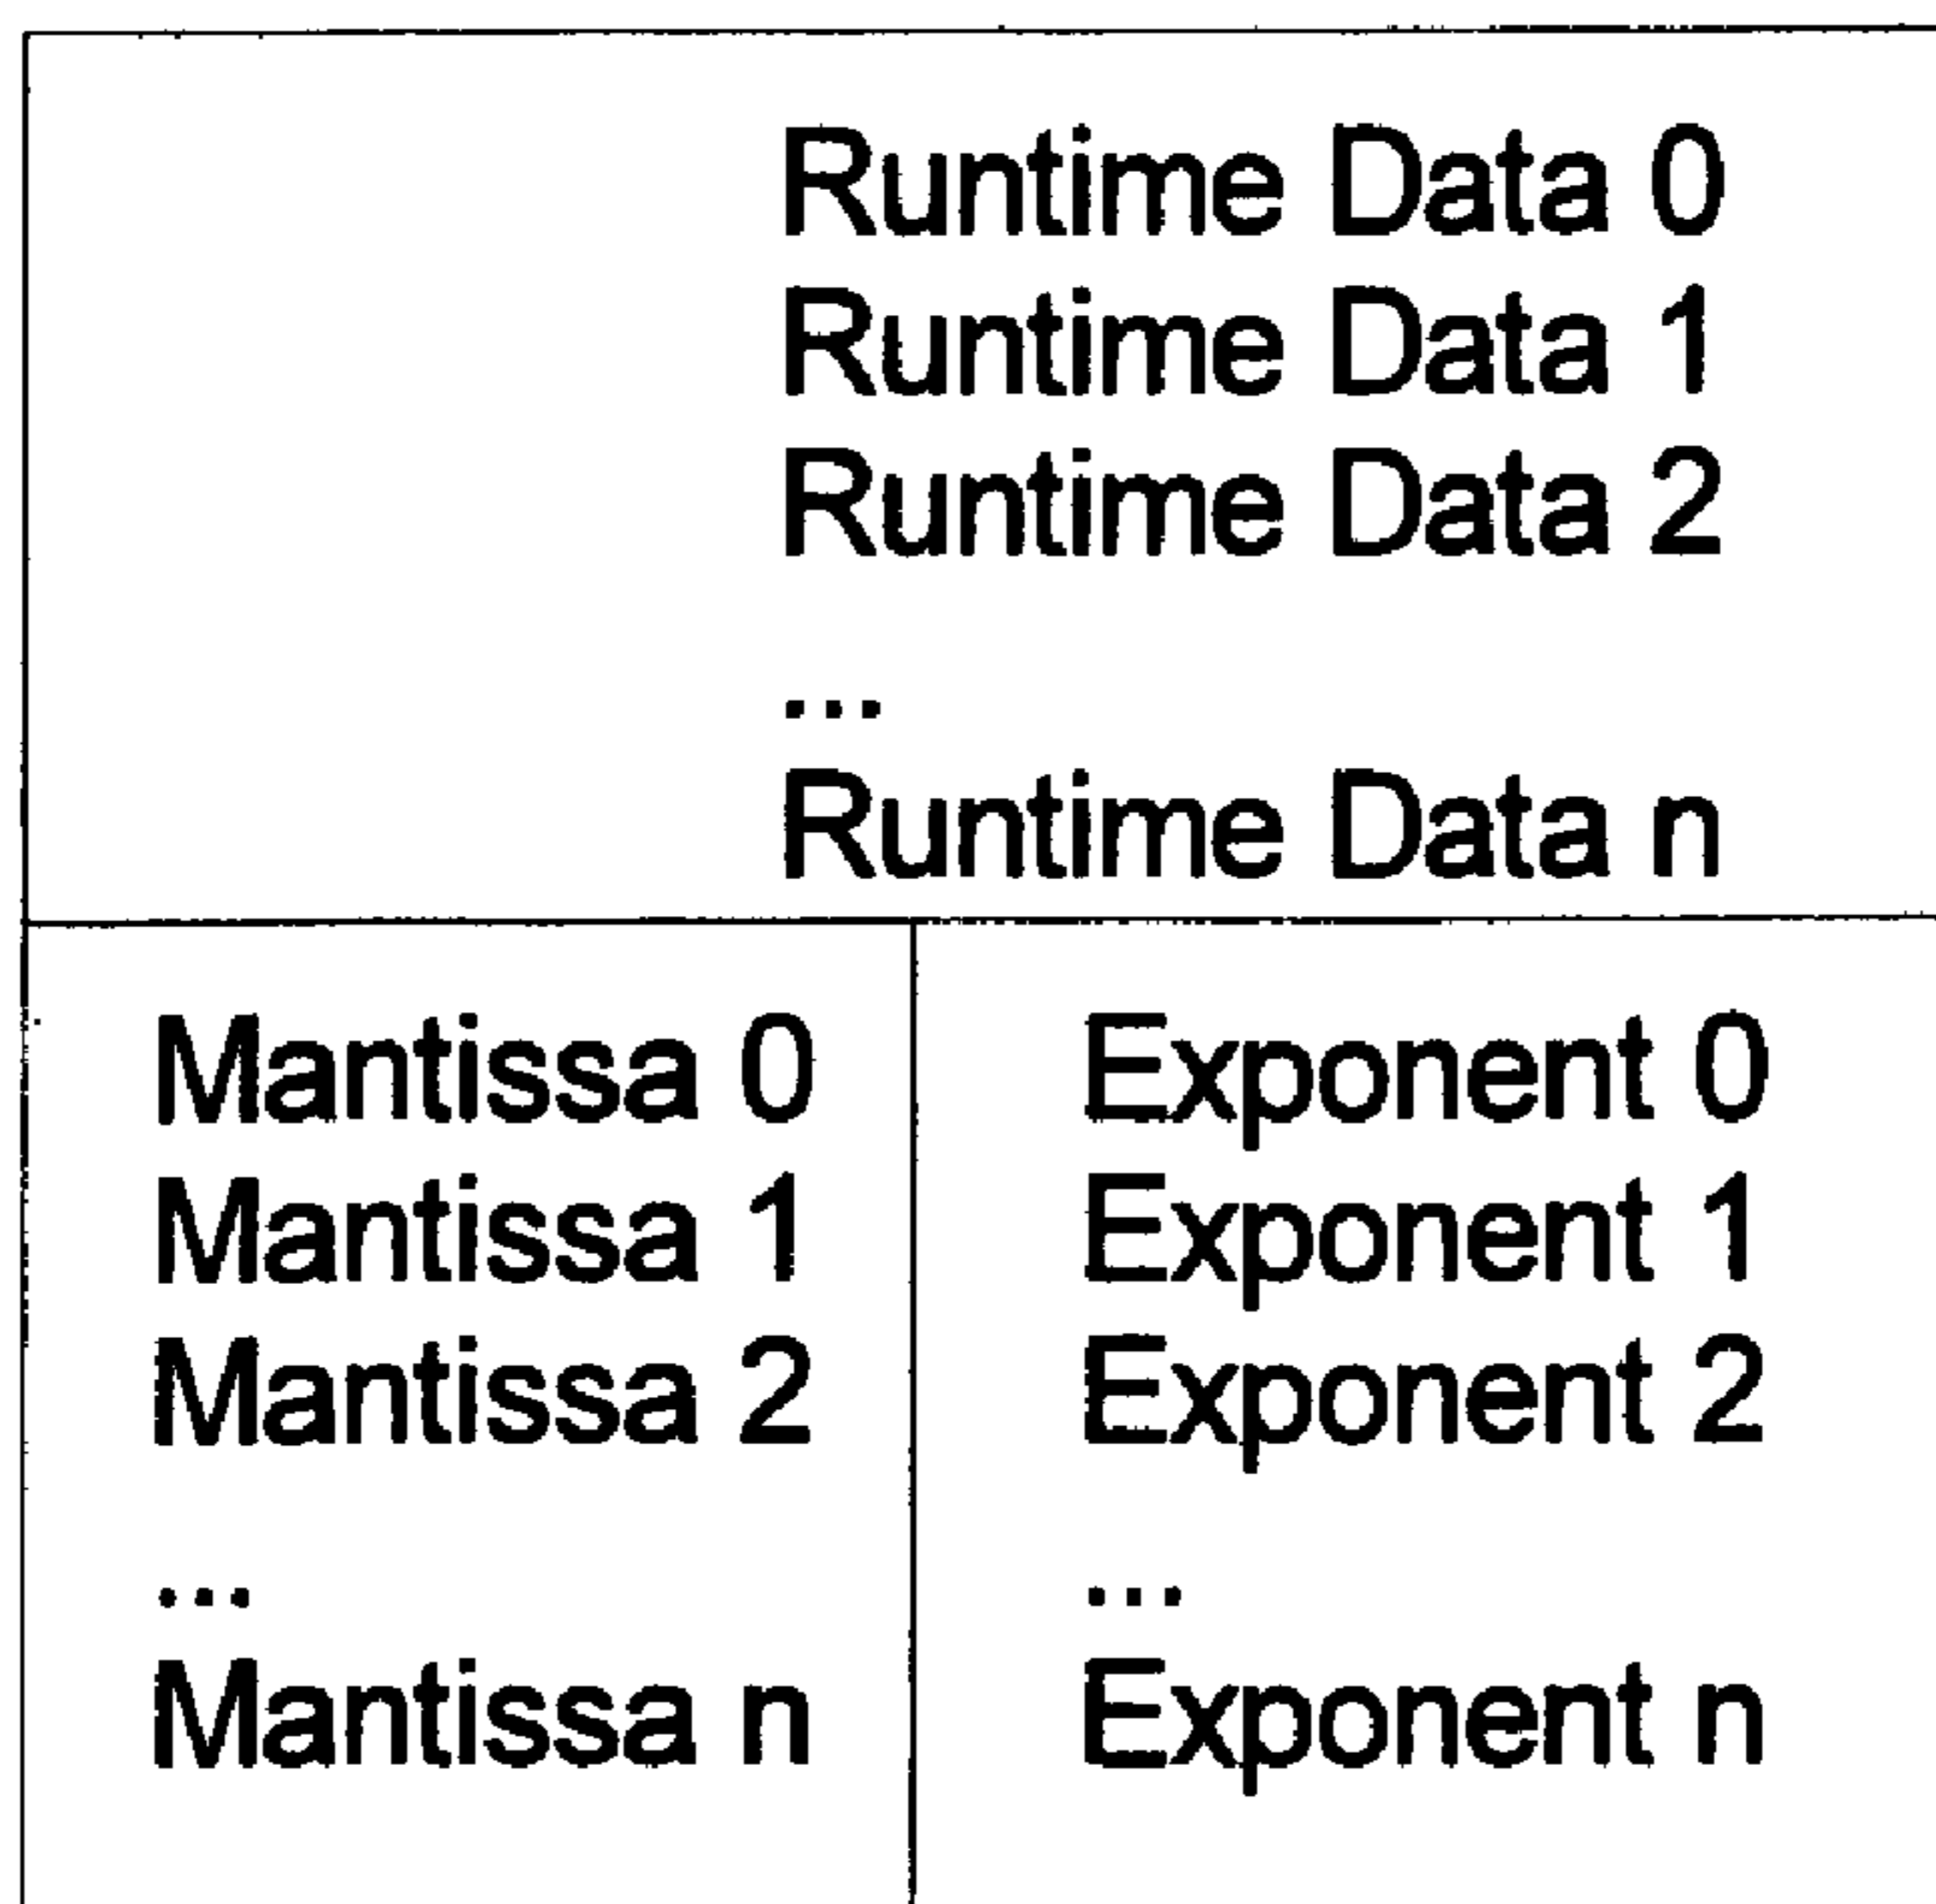 Runtime Data 0
Runtime Data 1
Runtime Data 2
...
Runtime Data n
Mantissa 0
Mantissa 1
Mantissa 2
...
Mantissa n
Exponent 0
Exponent 1
Exponent 2
...
Exponent n